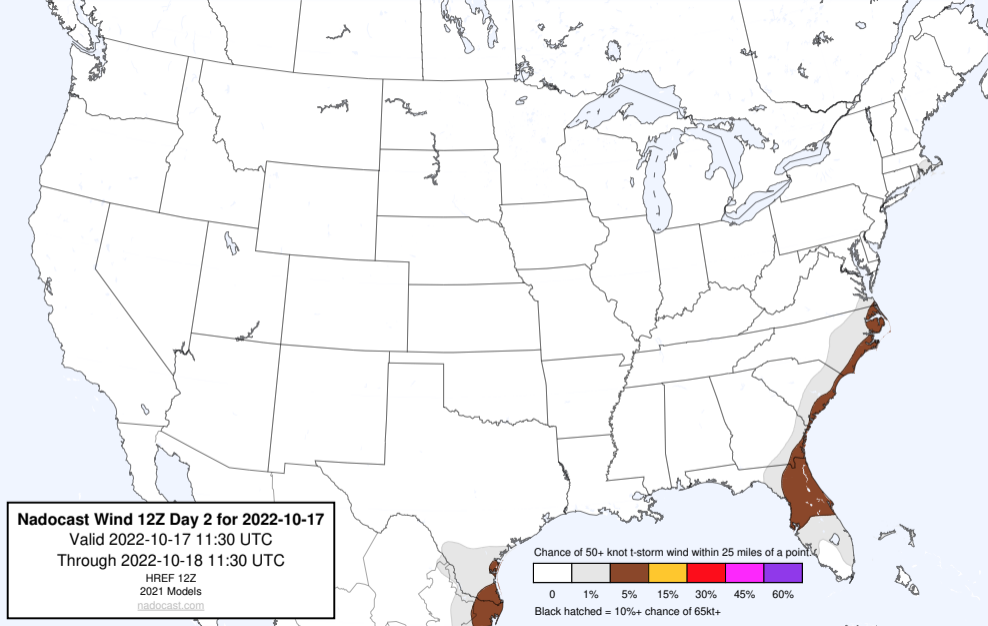 Nadocast Wind 12Z Day 2 for 2022-10-17
Valid 2022-10-17 11:30 UTC
Through 2022-10-18 11:30 UTC
HREF 12Z
2021 Models
nadocast.com
Chance of 50+ knot t-storm wind within 25 miles of a point.
0 1% 5% 15% 30% 45% 60%
Black hatched = 10%+ chance of 65kt+